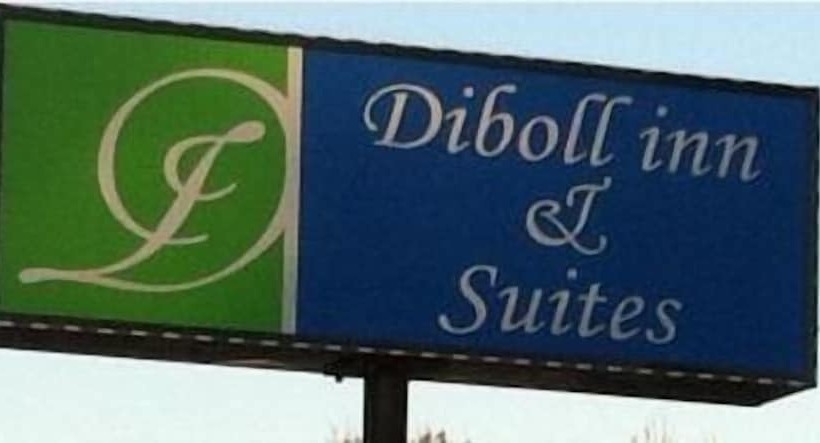 D
Diboll inn
&
Suites